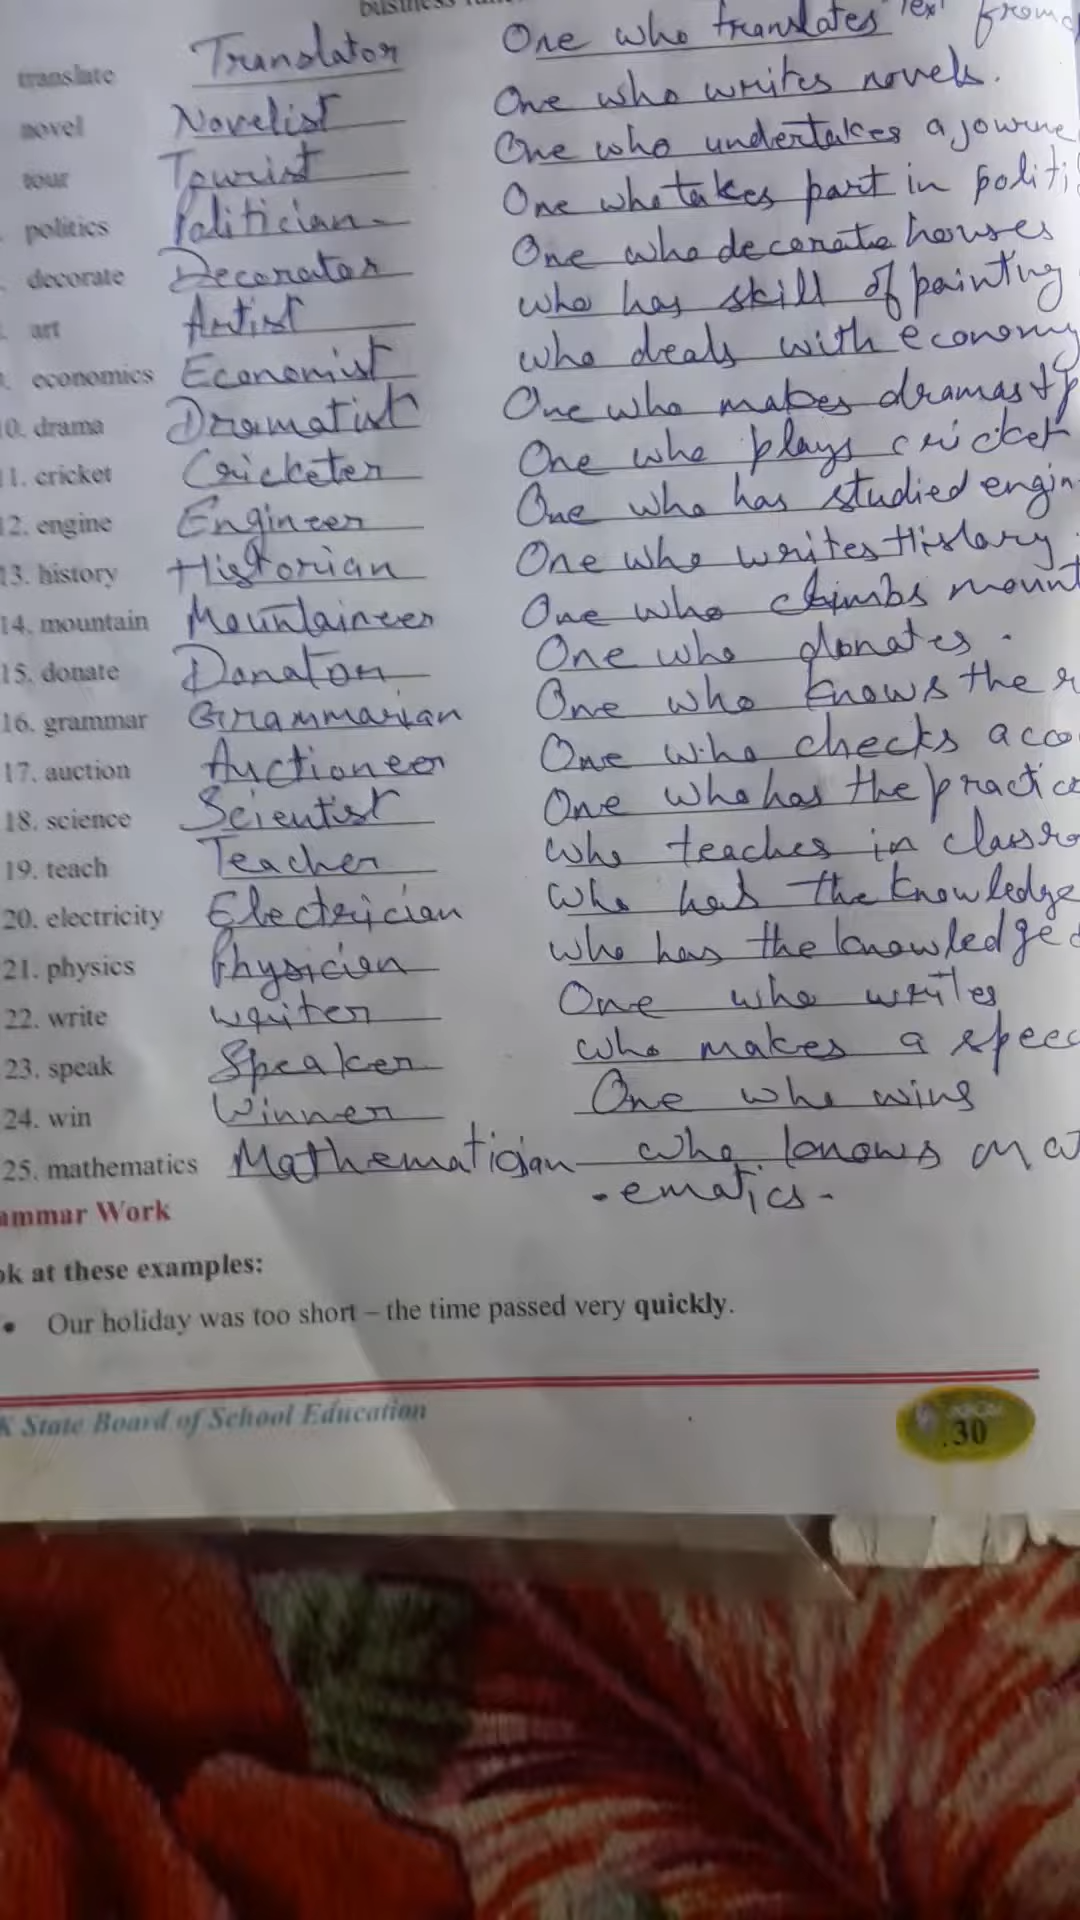 business
translate Translator One who translates Text from
novel Novelist One who writes novels.
tour Tourist One who undertakes a journe
politics Politician One who takes part in politi
decorate Decorator One who decorate houses
art Artist who has skill of painting
economics Economist who deals with economy
10. drama Dramatist One who makes dramas &
11. cricket Cricketer One who plays cricket
12. engine Engineer One who has studied engin
13. history Historian One who writes History
14. mountain Mountaineer One who climbs mount
15. donate Donator One who donates.
16. grammar Grammarian One who knows the r
17. auction Auctioneer One who checks acco
18. science Scientist One who has the practic
19. teach Teacher who teaches in classro
20. electricity Electrician who has the knowledge
21. physics Physician who has the knowledge
22. write writer One who writes
23. speak Speaker who makes a speec
24. win Winner One who wins
25. mathematics Mathematician who knows mat
-ematics-
ammar Work
ok at these examples:
• Our holiday was too short – the time passed very quickly.
K State Board of School Education
30